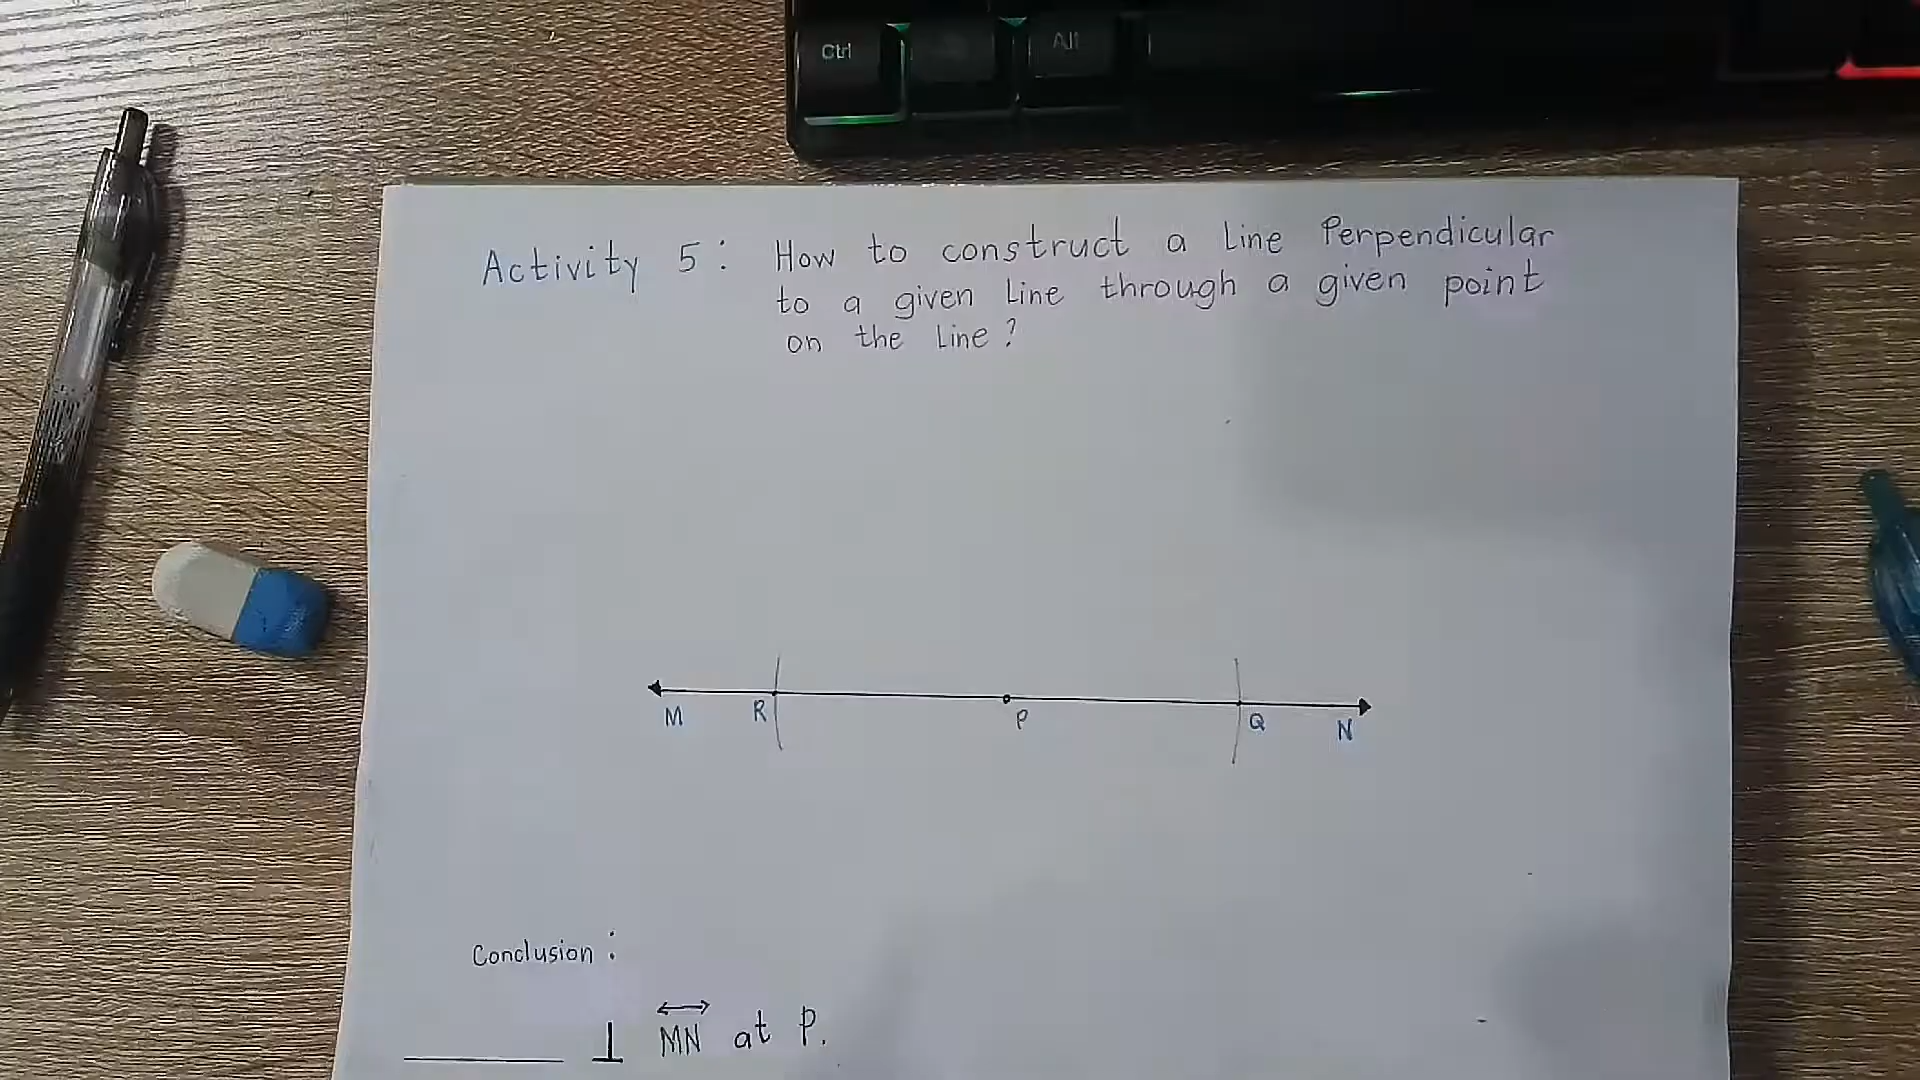 Ctrl
Alt
Activity 5: How to construct a Line Perpendicular
to a given Line through a given point
on the Line?
M R P Q N
Conclusion:
____ ⊥ MN at P.